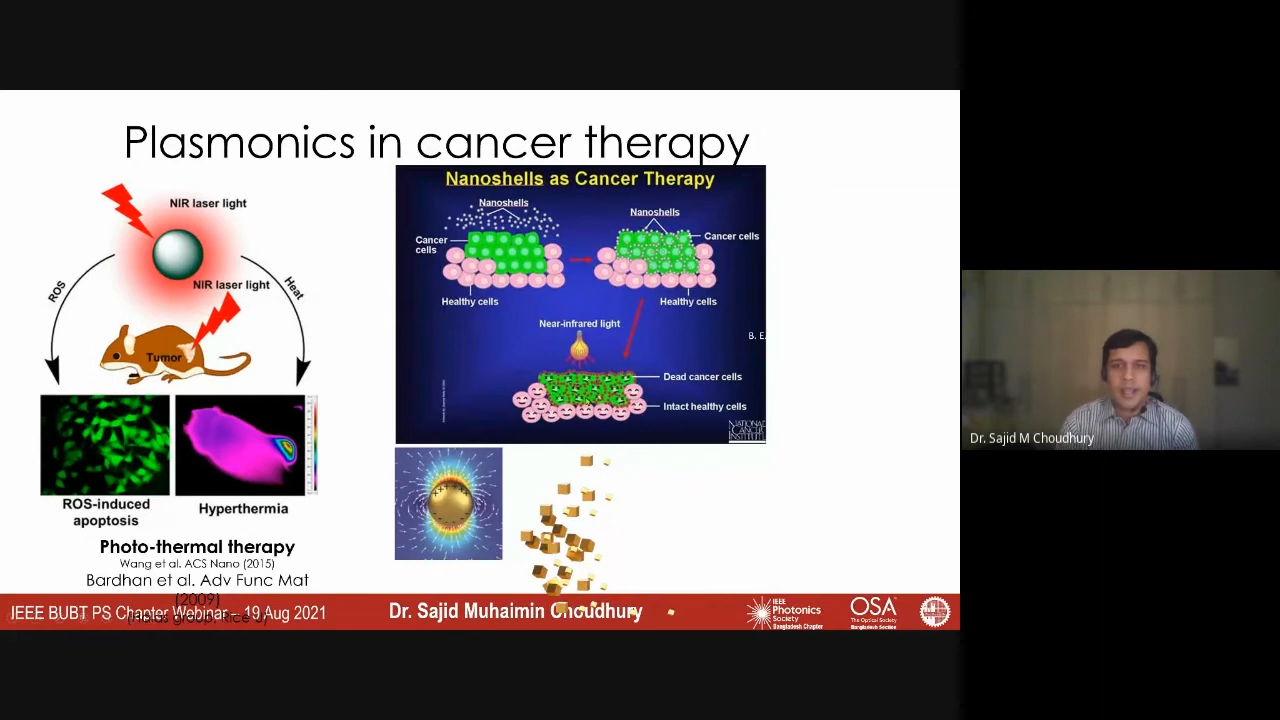 Plasmonics in cancer therapy
NIR laser light
NIR laser light
ROS
Heat
Tumor
ROS-induced
apoptosis
Hyperthermia
Photo-thermal therapy
Wang et al. ACS Nano (2015)
Bardhan et al. Adv Func Mat
(2009)
(Halas group, Rice U)
Nanoshells as Cancer Therapy
Nanoshells
Cancer
cells
Healthy cells
Nanoshells
Cancer cells
Healthy cells
Near-infrared light
B. E.
Dead cancer cells
Intact healthy cells
NATIONAL
CANCER
INSTITUTE
IEEE BUBT PS Chapter Webinar – 19 Aug 2021
Dr. Sajid Muhaimin Choudhury
IEEE
Photonics
Society
Bangladesh Chapter
OSA
The Optical Society
Bangladesh Section
Dr. Sajid M Choudhury